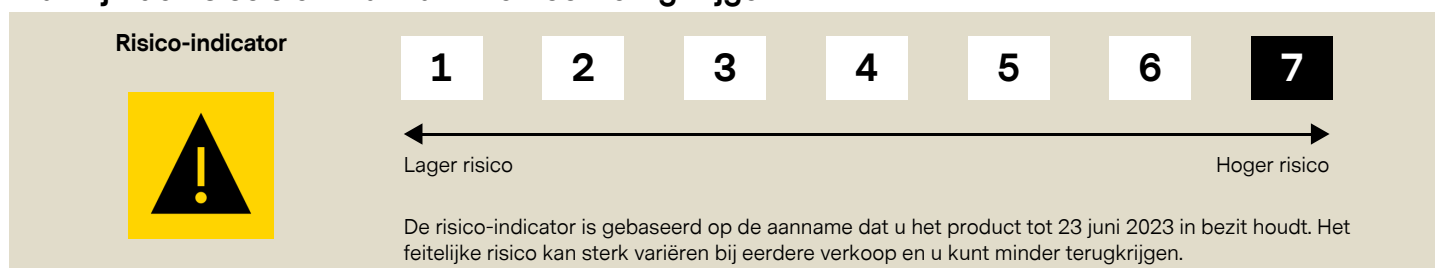 Risico-indicator
1 2 3 4 5 6 7
Lager risico Hoger risico
De risico-indicator is gebaseerd op de aanname dat u het product tot 23 juni 2023 in bezit houdt. Het
feitelijke risico kan sterk variëren bij eerdere verkoop en u kunt minder terugkrijgen.